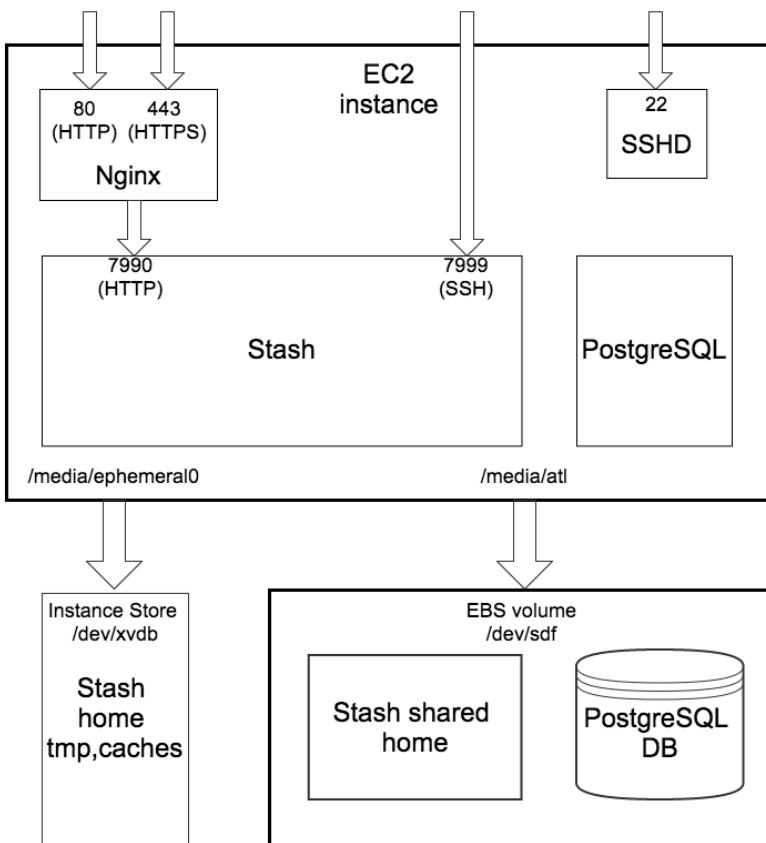 EC2
instance
80
(HTTP)
443
(HTTPS)
Nginx
22
SSHD
7990
(HTTP)
7999
(SSH)
Stash
PostgreSQL
/media/ephemeral0
/media/atl
Instance Store
/dev/xvdb
Stash
home
tmp,caches
EBS volume
/dev/sdf
Stash shared
home
PostgreSQL
DB